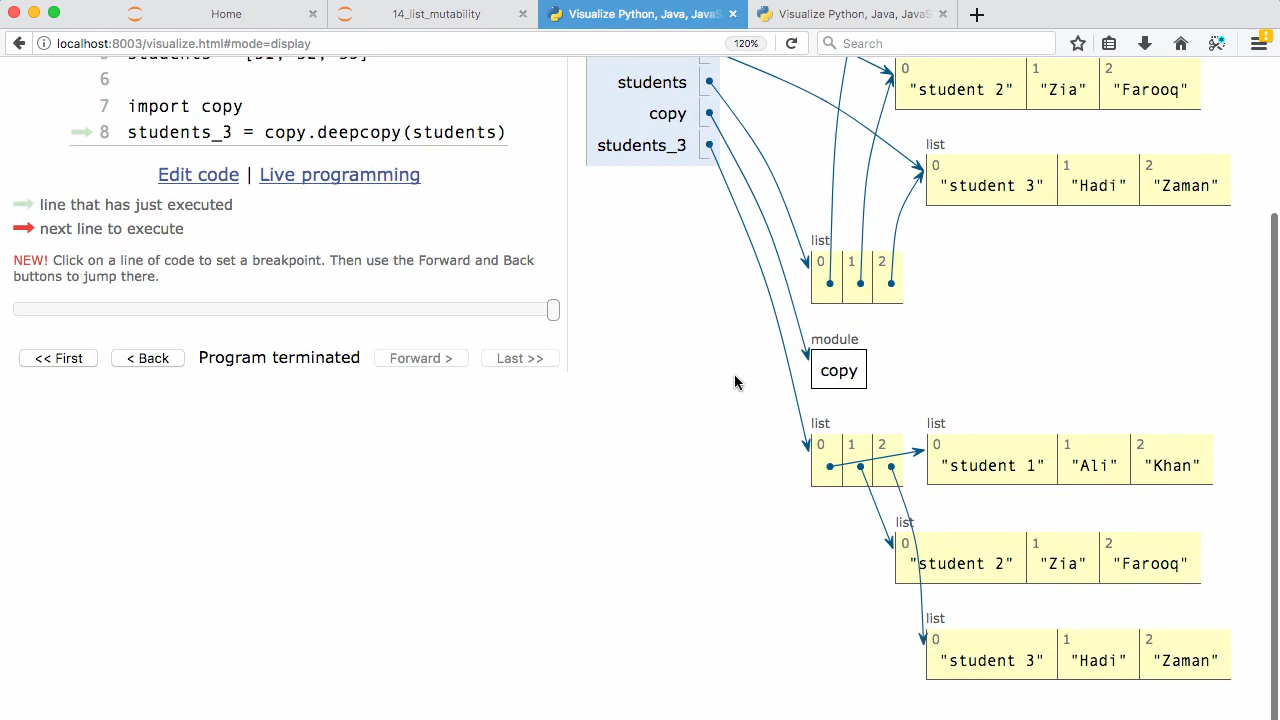 Home
14_list_mutability
Visualize Python, Java, JavaS
Visualize Python, Java, JavaS
localhost:8003/visualize.html#mode=display
120%
Search
6
7 import copy
8 students_3 = copy.deepcopy(students)
Edit code | Live programming
line that has just executed
next line to execute
NEW! Click on a line of code to set a breakpoint. Then use the Forward and Back
buttons to jump there.
<< First
< Back
Program terminated
Forward >
Last >>
students
copy
students_3
0 1 2
"student 2" "Zia" "Farooq"
list
0 1 2
"student 3" "Hadi" "Zaman"
list
0 1 2
module
copy
list
0 1 2
list
0 1 2
"student 1" "Ali" "Khan"
list
0 1 2
"student 2" "Zia" "Farooq"
list
0 1 2
"student 3" "Hadi" "Zaman"